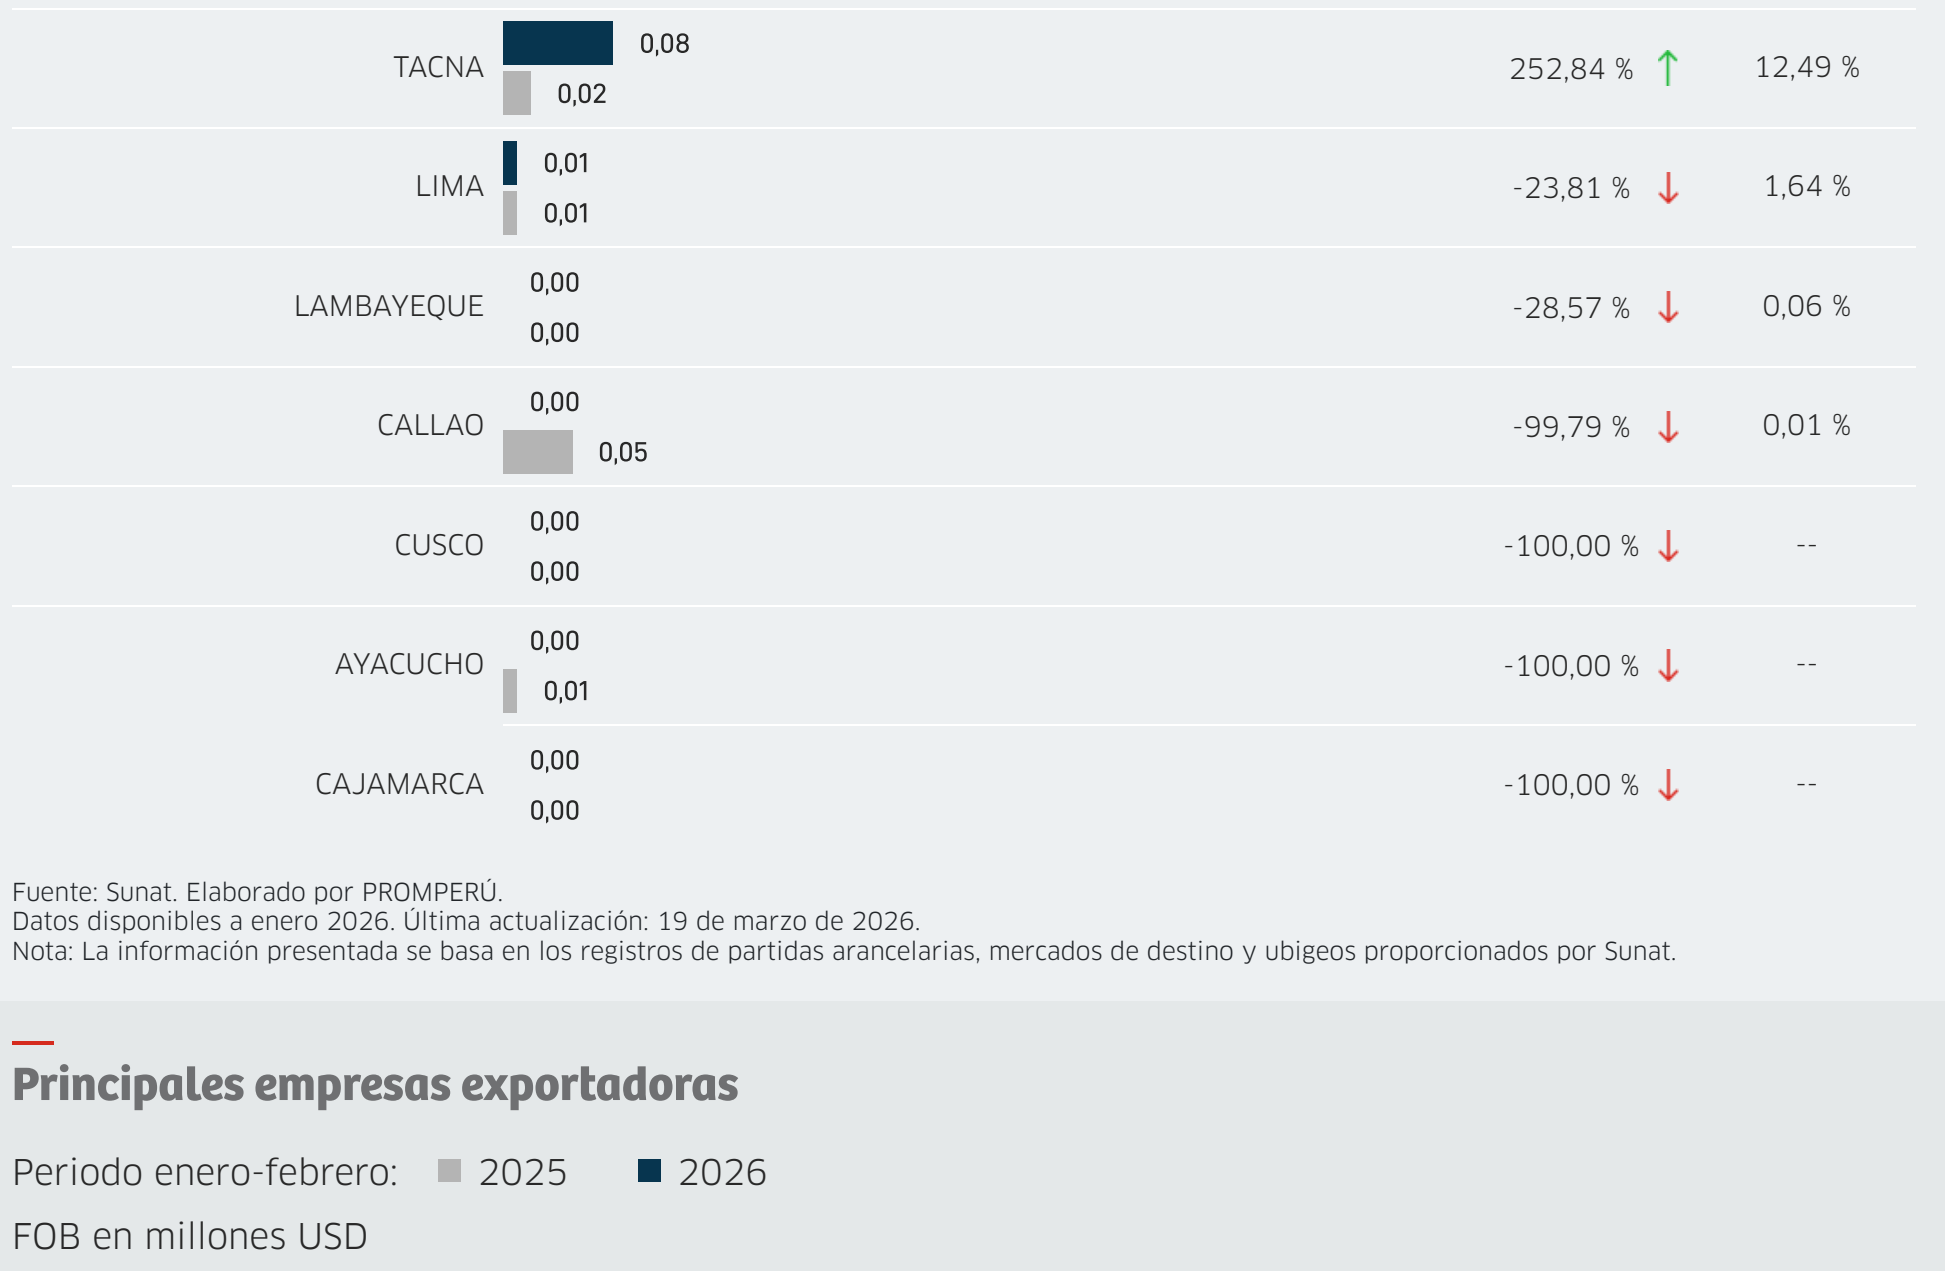 TACNA
0,08
0,02
252,84 %
12,49 %
LIMA
0,01
0,01
-23,81 %
1,64 %
LAMBAYEQUE
0,00
0,00
-28,57 %
0,06 %
CALLAO
0,00
0,05
-99,79 %
0,01 %
CUSCO
0,00
0,00
-100,00 %
--
AYACUCHO
0,00
0,01
-100,00 %
--
CAJAMARCA
0,00
0,00
-100,00 %
--
Fuente: Sunat. Elaborado por PROMPERÚ.
Datos disponibles a enero 2026. Última actualización: 19 de marzo de 2026.
Nota: La información presentada se basa en los registros de partidas arancelarias, mercados de destino y ubigeos proporcionados por Sunat.
Principales empresas exportadoras
Periodo enero-febrero: 2025 2026
FOB en millones USD